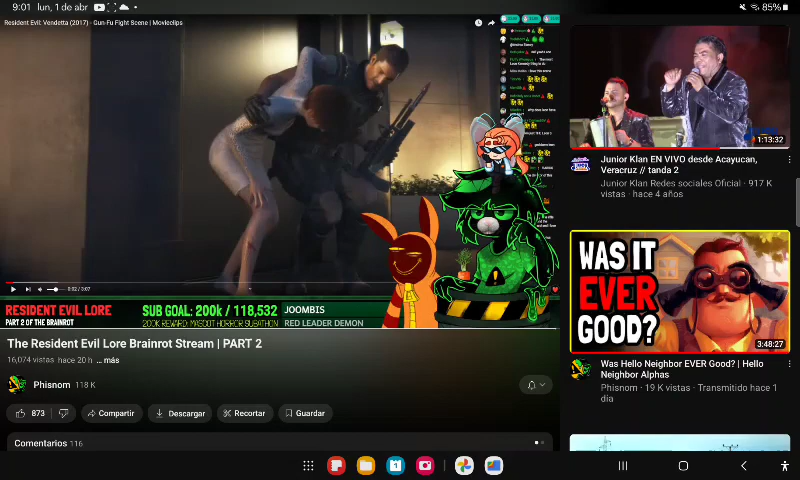 9:01 lun, 1 de abr
85%
Resident Evil: Vendetta (2017) - Gun-Fu Fight Scene | Movieclips
0:02 / 3:07
RESIDENT EVIL LORE
PART 2 OF THE BRAINROT
SUB GOAL: 200k / 118,532
200K REWARD: MASCOT HORROR SUBATHON
JOOMBIS
RED LEADER DEMON
The Resident Evil Lore Brainrot Stream | PART 2
16,074 vistas hace 20 h ... más
Phisnom 118 K
873
Compartir
Descargar
Recortar
Guardar
Comentarios 116
1:13:32
Junior Klan EN VIVO desde Acayucan,
Veracruz // tanda 2
Junior Klan Redes sociales Oficial · 917 K
vistas · hace 4 años
WAS IT
EVER
GOOD?
3:48:27
Was Hello Neighbor EVER Good? | Hello
Neighbor Alphas
Phisnom · 19 K vistas · Transmitido hace 1
día